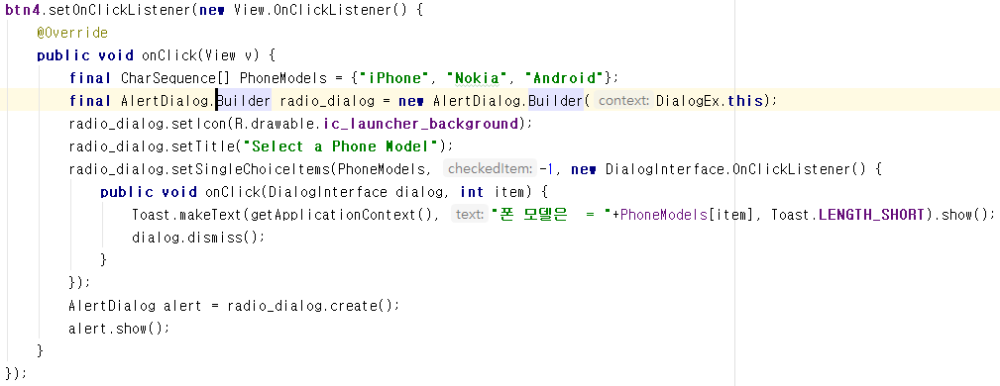 btn4.setOnClickListener(new View.OnClickListener() {
@Override
public void onClick(View v) {
final CharSequence[] PhoneModels = {"iPhone", "Nokia", "Android"};
final AlertDialog.Builder radio_dialog = new AlertDialog.Builder( context: DialogEx.this);
radio_dialog.setIcon(R.drawable.ic_launcher_background);
radio_dialog.setTitle("Select a Phone Model");
radio_dialog.setSingleChoiceItems(PhoneModels, checkedItem: -1, new DialogInterface.OnClickListener() {
public void onClick(DialogInterface dialog, int item) {
Toast.makeText(getApplicationContext(), text: "폰 모델은  = "+PhoneModels[item], Toast.LENGTH_SHORT).show();
dialog.dismiss();
}
});
AlertDialog alert = radio_dialog.create();
alert.show();
}
});